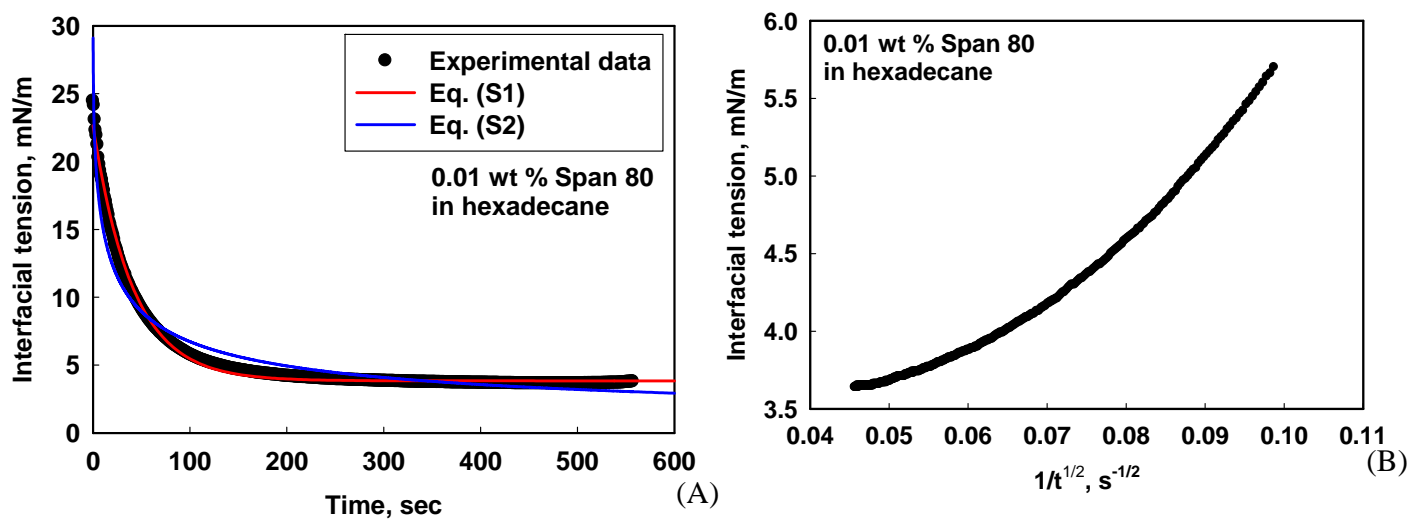 30
25
20
15
10
5
0
Interfacial tension, mN/m
Experimental data
Eq. (S1)
Eq. (S2)
0.01 wt % Span 80
in hexadecane
0 100 200 300 400 500 600
Time, sec
(A)
6.0
5.5
5.0
4.5
4.0
3.5
Interfacial tension, mN/m
0.01 wt % Span 80
in hexadecane
0.04 0.05 0.06 0.07 0.08 0.09 0.10 0.11
1/t^1/2, s^-1/2
(B)